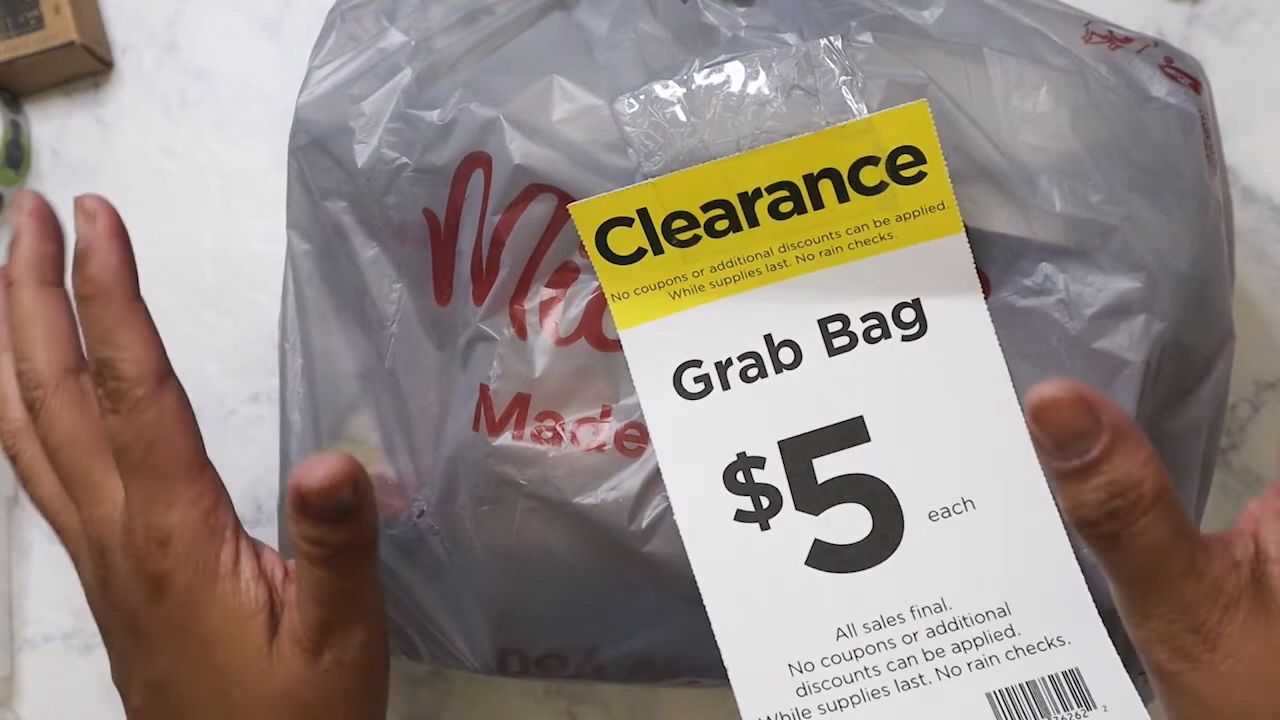 Clearance
No coupons or additional discounts can be applied.
While supplies last. No rain checks.
Grab Bag
$5 each
Made
All sales final.
No coupons or additional
discounts can be applied.
While supplies last. No rain checks.